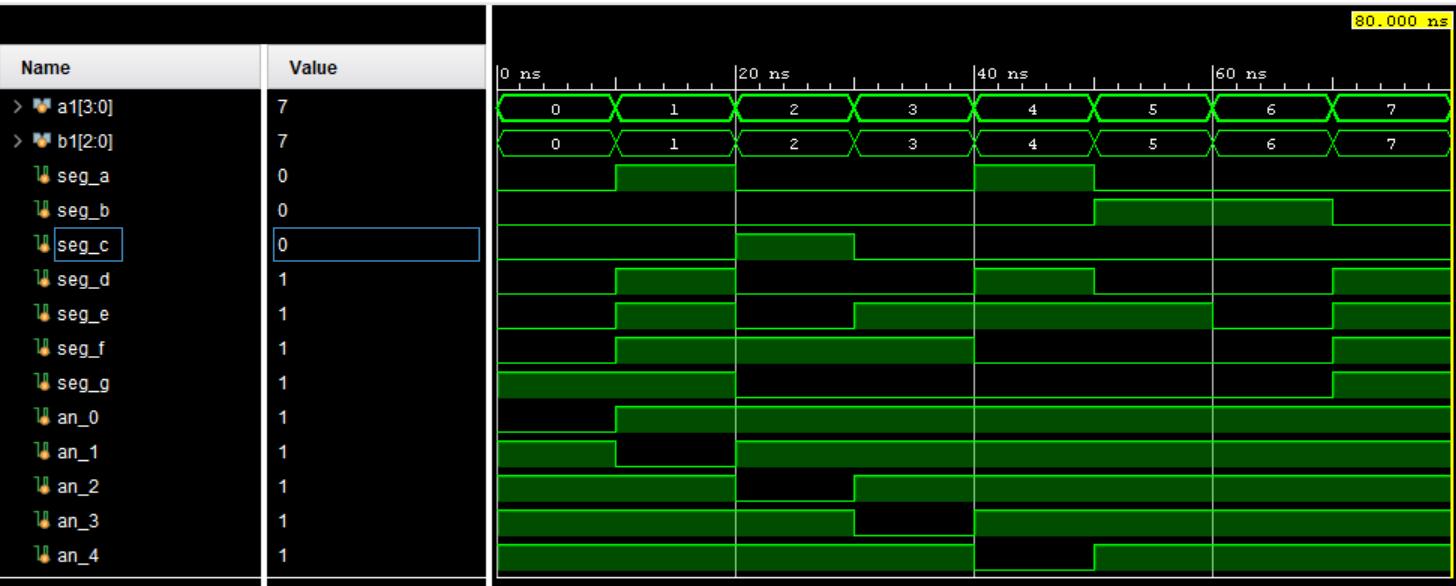 80.000 ns
Name Value
0 ns 20 ns 40 ns 60 ns
a1[3:0] 7 0 1 2 3 4 5 6 7
b1[2:0] 7 0 1 2 3 4 5 6 7
seg_a 0
seg_b 0
seg_c 0
seg_d 1
seg_e 1
seg_f 1
seg_g 1
an_0 1
an_1 1
an_2 1
an_3 1
an_4 1